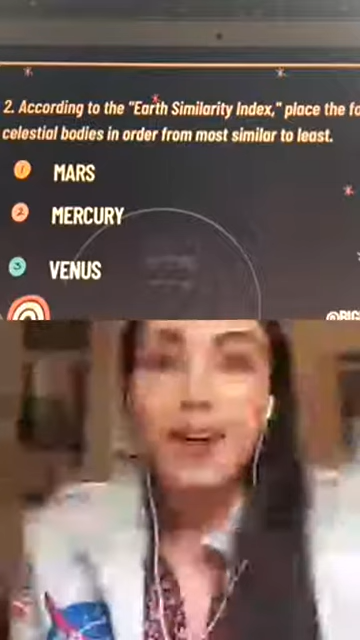 2. According to the "Earth Similarity Index," place the fo
celestial bodies in order from most similar to least.
1 MARS
2 MERCURY
3 VENUS
@BIG